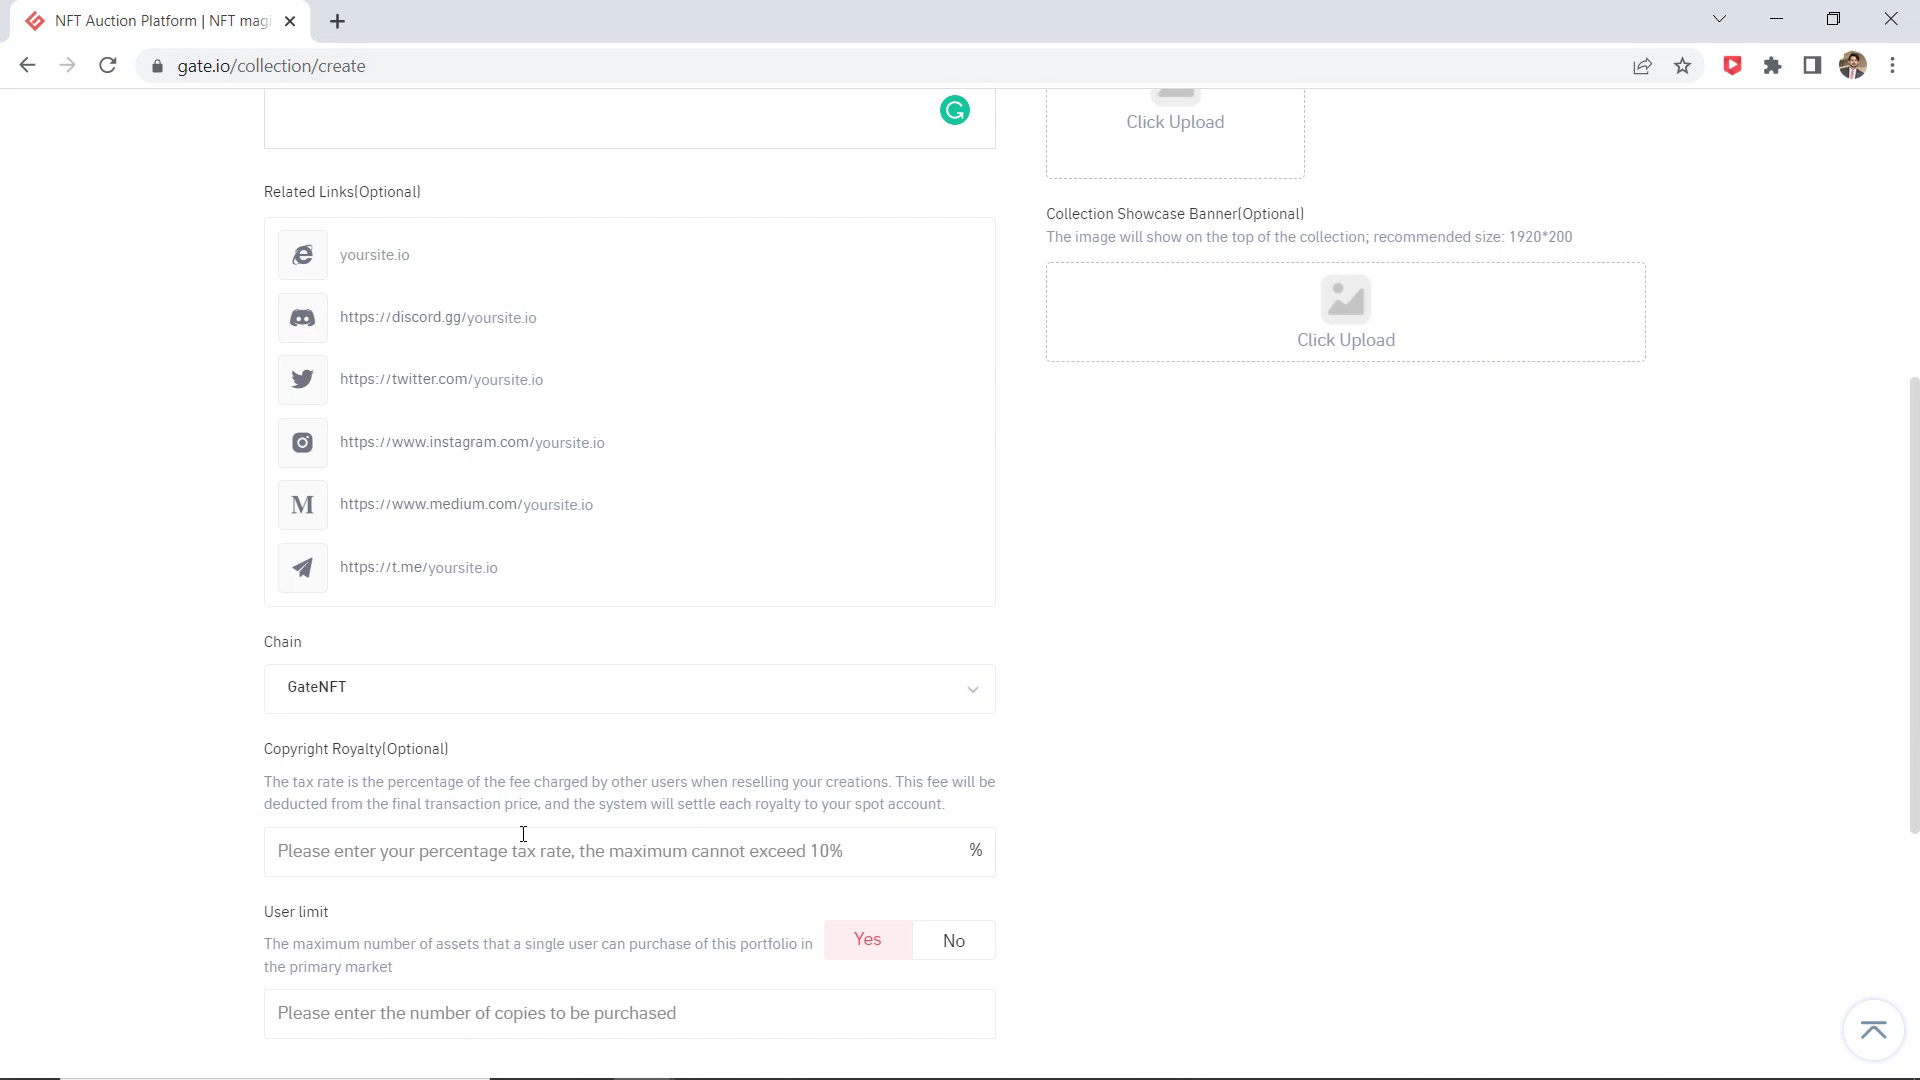 NFT Auction Platform | NFT magi
gate.io/collection/create
Click Upload
Related Links(Optional)
Collection Showcase Banner(Optional)
The image will show on the top of the collection; recommended size: 1920*200
yoursite.io
https://discord.gg/yoursite.io
Click Upload
https://twitter.com/yoursite.io
https://www.instagram.com/yoursite.io
M https://www.medium.com/yoursite.io
https://t.me/yoursite.io
Chain
GateNFT
Copyright Royalty(Optional)
The tax rate is the percentage of the fee charged by other users when reselling your creations. This fee will be
deducted from the final transaction price, and the system will settle each royalty to your spot account.
Please enter your percentage tax rate, the maximum cannot exceed 10% %
User limit
The maximum number of assets that a single user can purchase of this portfolio in
the primary market
Yes No
Please enter the number of copies to be purchased